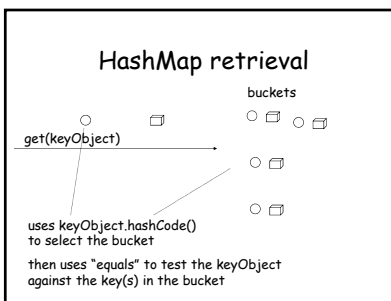 HashMap retrieval
buckets
get(keyObject)
uses keyObject.hashCode()
to select the bucket
then uses "equals" to test the keyObject
against the key(s) in the bucket